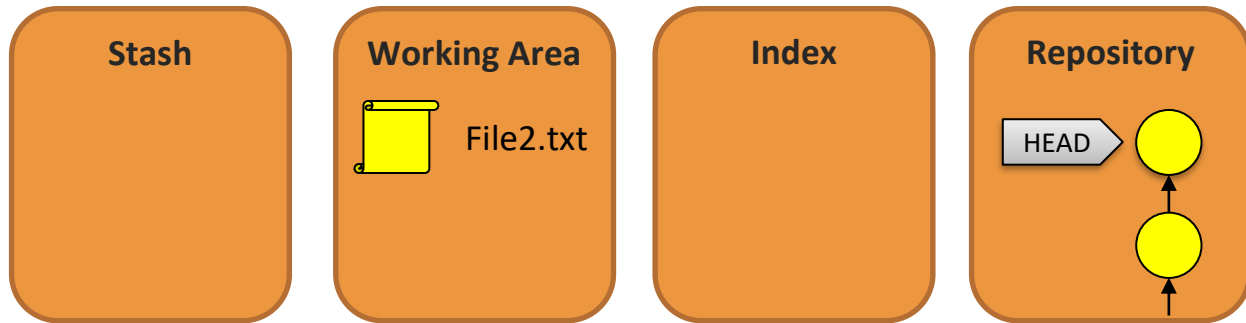 Stash
Working Area
File2.txt
Index
Repository
HEAD